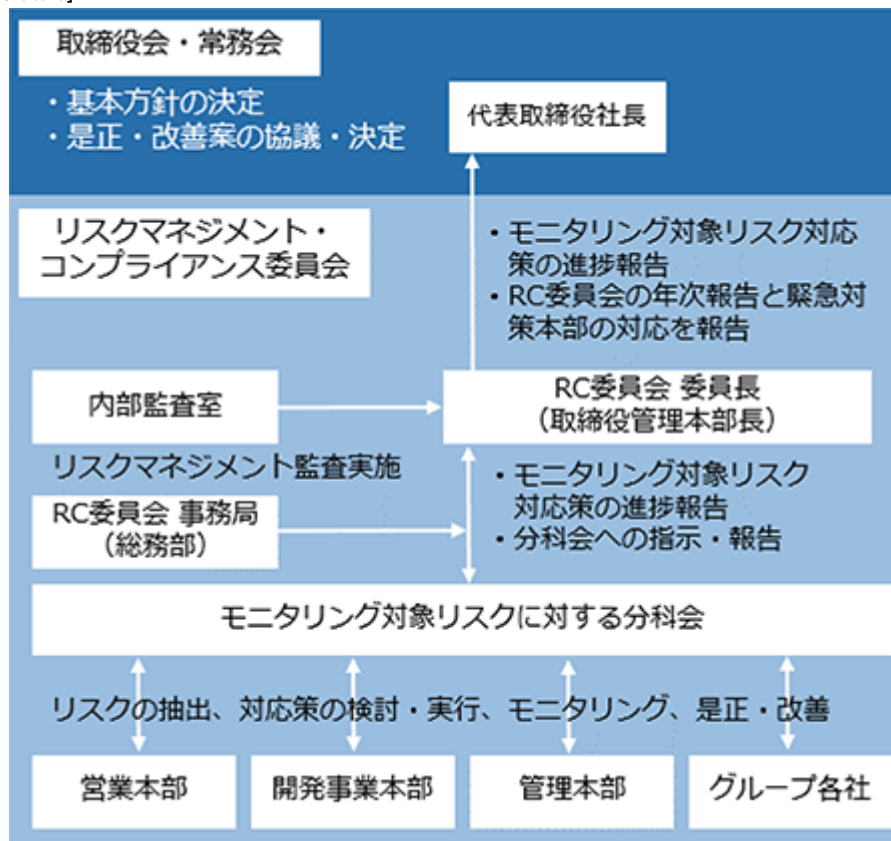 取締役会・常務会
・基本方針の決定
・是正・改善案の協議・決定
代表取締役社長
リスクマネジメント・
コンプライアンス委員会
・モニタリング対象リスク対応
策の進捗報告
・RC委員会の年次報告と緊急対
策本部の対応を報告
内部監査室
RC委員会 委員長
（取締役管理本部長）
リスクマネジメント監査実施
RC委員会 事務局
（総務部）
・モニタリング対象リスク
対応策の進捗報告
・分科会への指示・報告
モニタリング対象リスクに対する分科会
リスクの抽出、対応策の検討・実行、モニタリング、是正・改善
営業本部
開発事業本部
管理本部
グループ各社